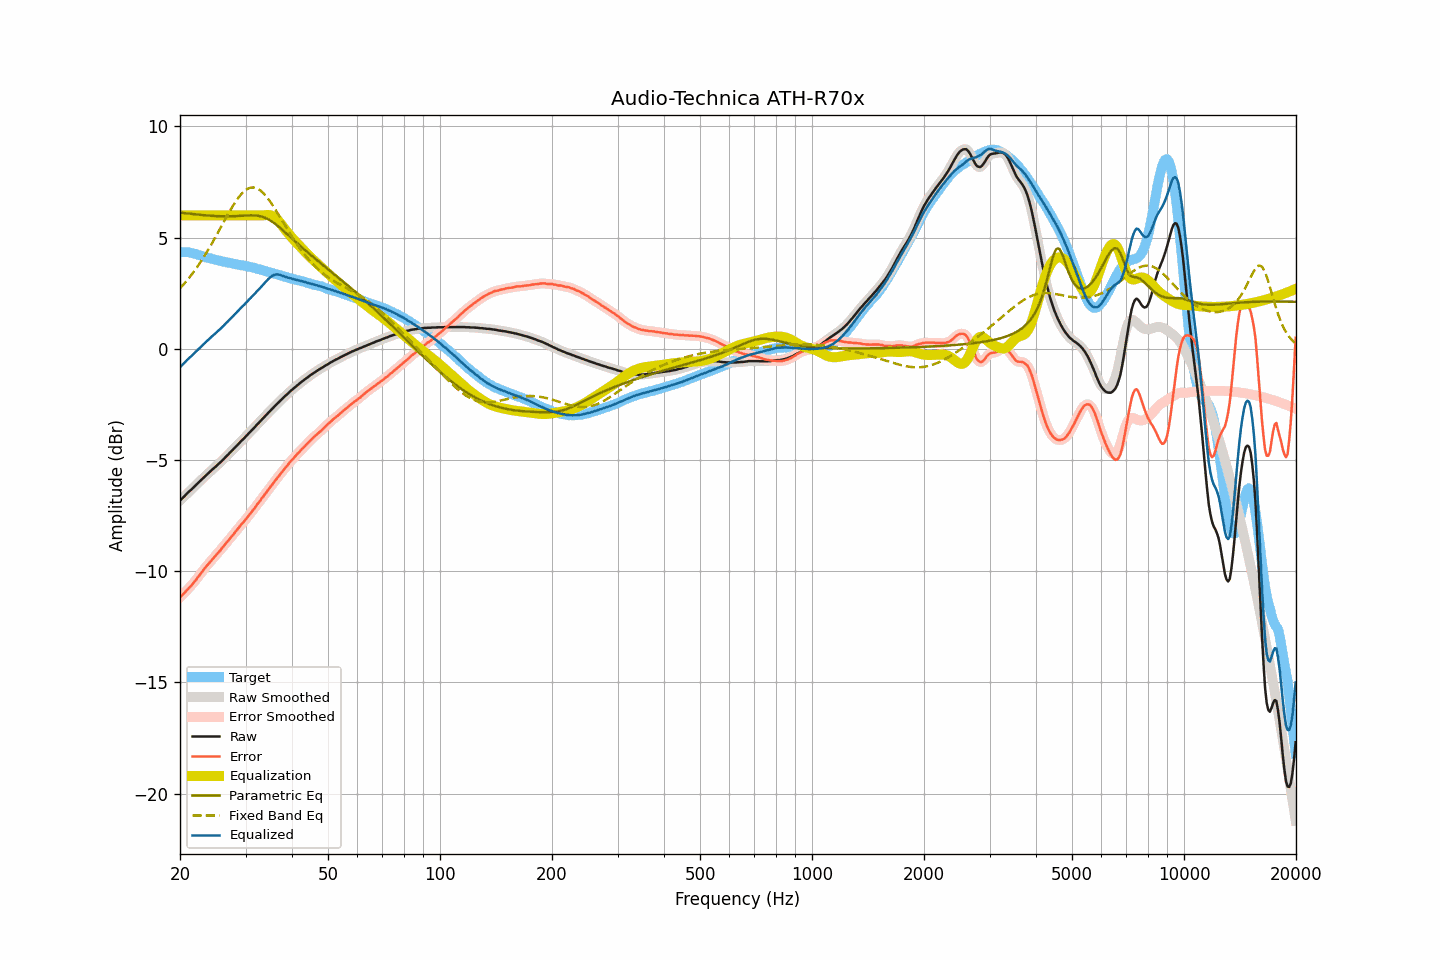 Audio-Technica ATH-R70x
10
5
0
−5
−10
−15
−20
Amplitude (dBr)
Target
Raw Smoothed
Error Smoothed
Raw
Error
Equalization
Parametric Eq
Fixed Band Eq
Equalized
20 50 100 200 500 1000 2000 5000 10000 20000
Frequency (Hz)